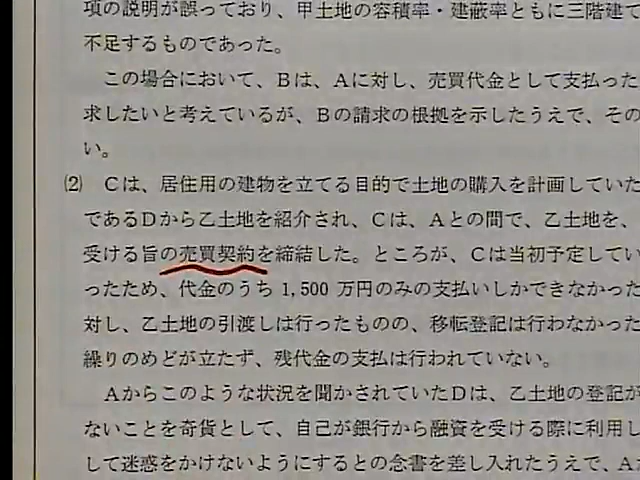 項の説明が誤っており、甲土地の容積率・建蔽率ともに三階建て
不足するものであった。
この場合において、Bは、Aに対し、売買代金として支払った
求したいと考えているが、Bの請求の根拠を示したうえで、その
い。
⑵　Cは、居住用の建物を立てる目的で土地の購入を計画していた
であるDから乙土地を紹介され、Cは、Aとの間で、乙土地を、
受ける旨の売買契約を締結した。ところが、Cは当初予定してい
ったため、代金のうち 1,500 万円のみの支払いしかできなかった
対し、乙土地の引渡しは行ったものの、移転登記は行わなかった
繰りのめどが立たず、残代金の支払は行われていない。
Aからこのような状況を聞かされていたDは、乙土地の登記が
ないことを奇貨として、自己が銀行から融資を受ける際に利用し
して迷惑をかけないようにするとの念書を差し入れたうえで、A